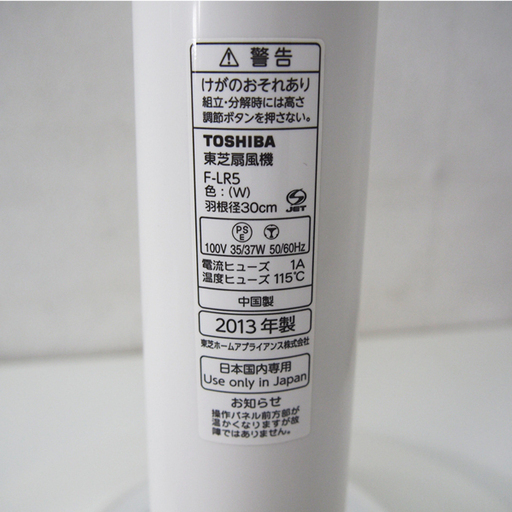 ⚠ 警告
けがのおそれあり
組立・分解時には高さ
調節ボタンを押さない。
TOSHIBA
東芝扇風機
F-LR5
色：(W)
羽根径30cm
JET
PS
E
100V 35/37W 50/60Hz
電流ヒューズ 1A
温度ヒューズ 115℃
中国製
2013 年製
東芝ホームアプライアンス株式会社
日本国内専用
Use only in Japan
お知らせ
操作パネル前方部が
温かくなりますが故
障ではありません。